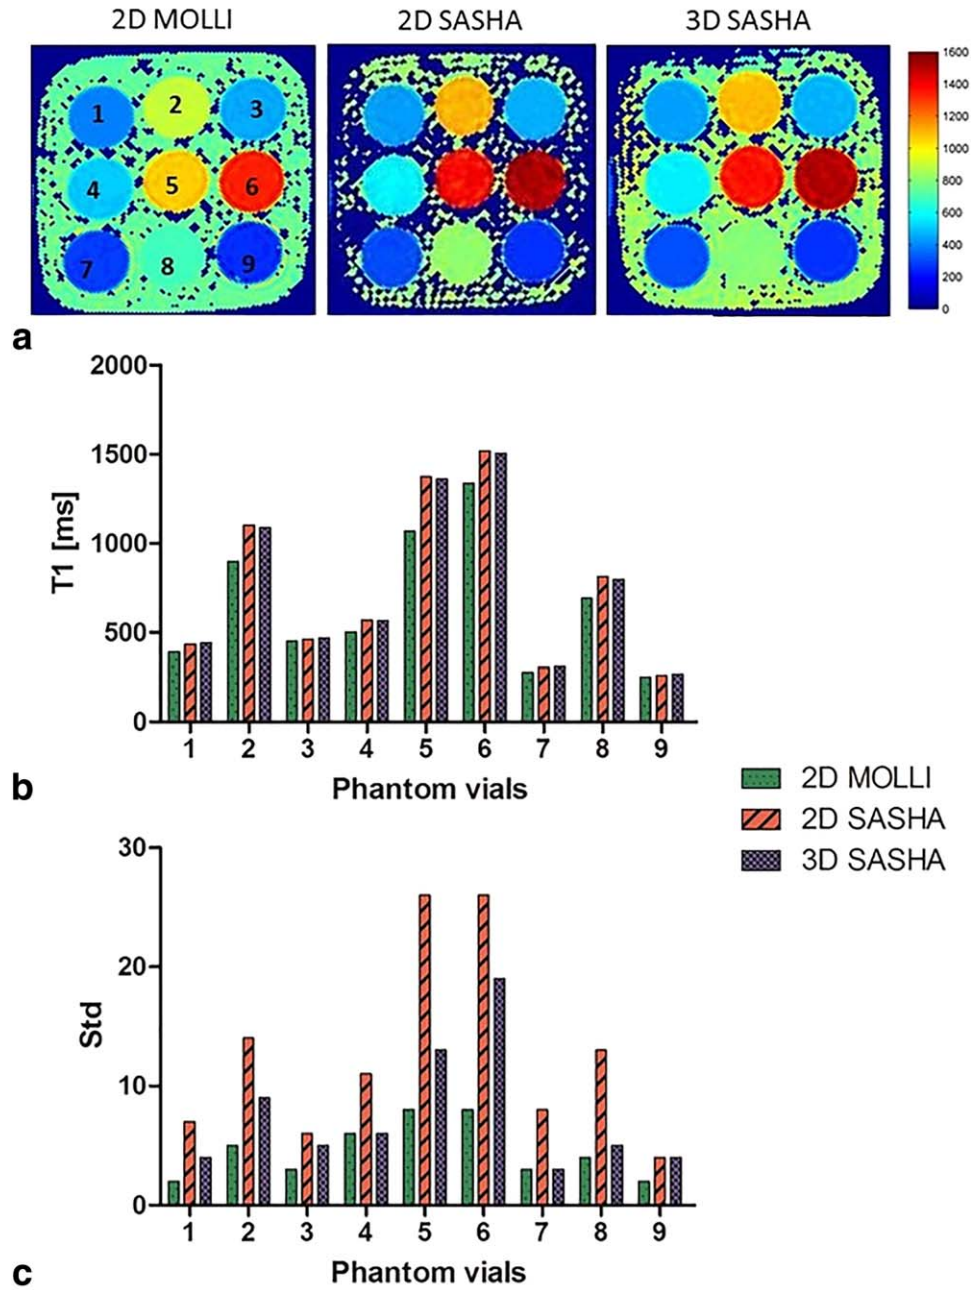 2D MOLLI 2D SASHA 3D SASHA
1 2 3
4 5 6
7 8 9
1600
1400
1200
1000
800
600
400
200
0
a
2000
1500
1000
500
0
T1 [ms]
1 2 3 4 5 6 7 8 9
Phantom vials
b
2D MOLLI
2D SASHA
3D SASHA
30
20
10
0
Std
1 2 3 4 5 6 7 8 9
Phantom vials
c